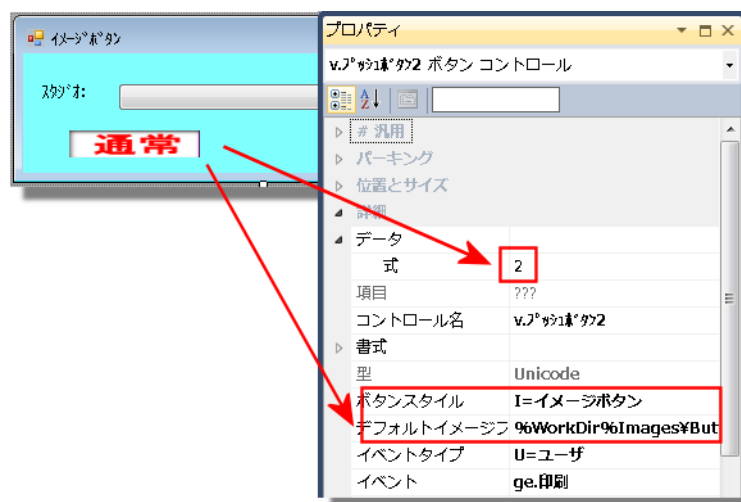 イメージボタン
スタジオ:
通常
プロパティ
v.プッシュボタン2 ボタン コントロール
# 汎用
パーキング
位置とサイズ
詳細
データ
式 2
項目 ???
コントロール名 v.プッシュボタン2
書式
型 Unicode
ボタンスタイル I=イメージボタン
デフォルトイメージフ %WorkDir%Images¥But
イベントタイプ U=ユーザ
イベント ge.印刷